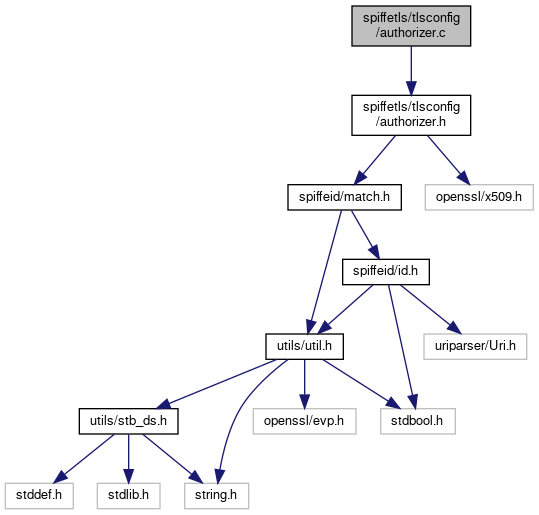 spiffetls/tlsconfig
/authorizer.c
spiffetls/tlsconfig
/authorizer.h
spiffeid/match.h
openssl/x509.h
spiffeid/id.h
utils/util.h
uriparser/Uri.h
utils/stb_ds.h
openssl/evp.h
stdbool.h
stddef.h
stdlib.h
string.h